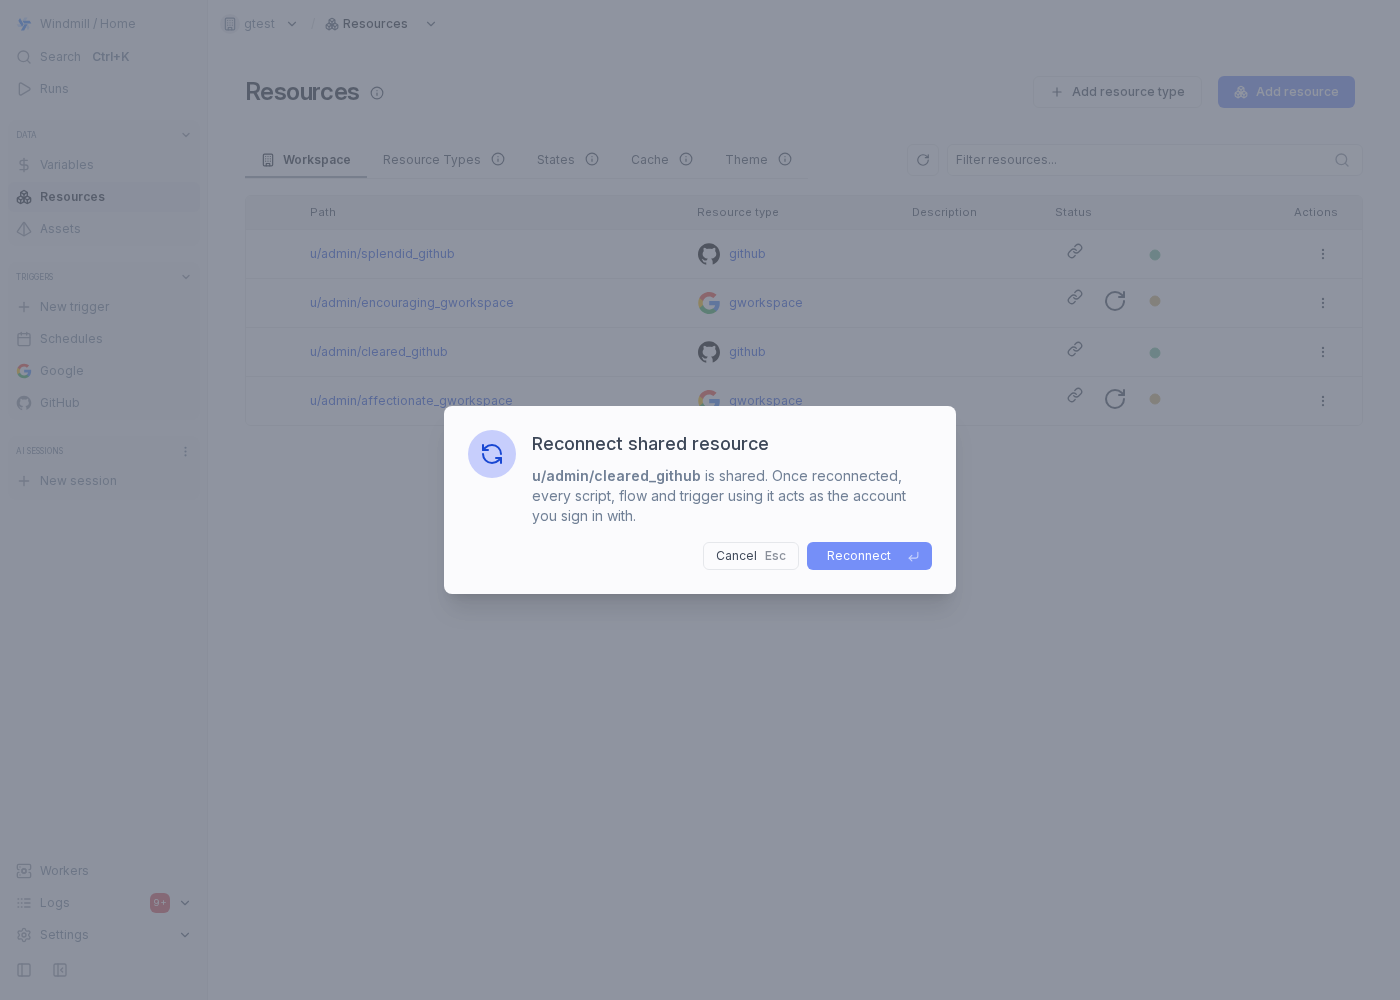 Windmill / Home
gtest / Resources
Search Ctrl+K
Runs
Resources
Add resource type
Add resource
DATA
Variables
Resources
Assets
Workspace
Resource Types
States
Cache
Theme
Filter resources...
Path Resource type Description Status Actions
u/admin/splendid_github github
u/admin/encouraging_gworkspace gworkspace
u/admin/cleared_github github
u/admin/affectionate_gworkspace gworkspace
TRIGGERS
New trigger
Schedules
Google
GitHub
AI SESSIONS
New session
Reconnect shared resource
u/admin/cleared_github is shared. Once reconnected,
every script, flow and trigger using it acts as the account
you sign in with.
Cancel Esc
Reconnect
Workers
Logs 9+
Settings